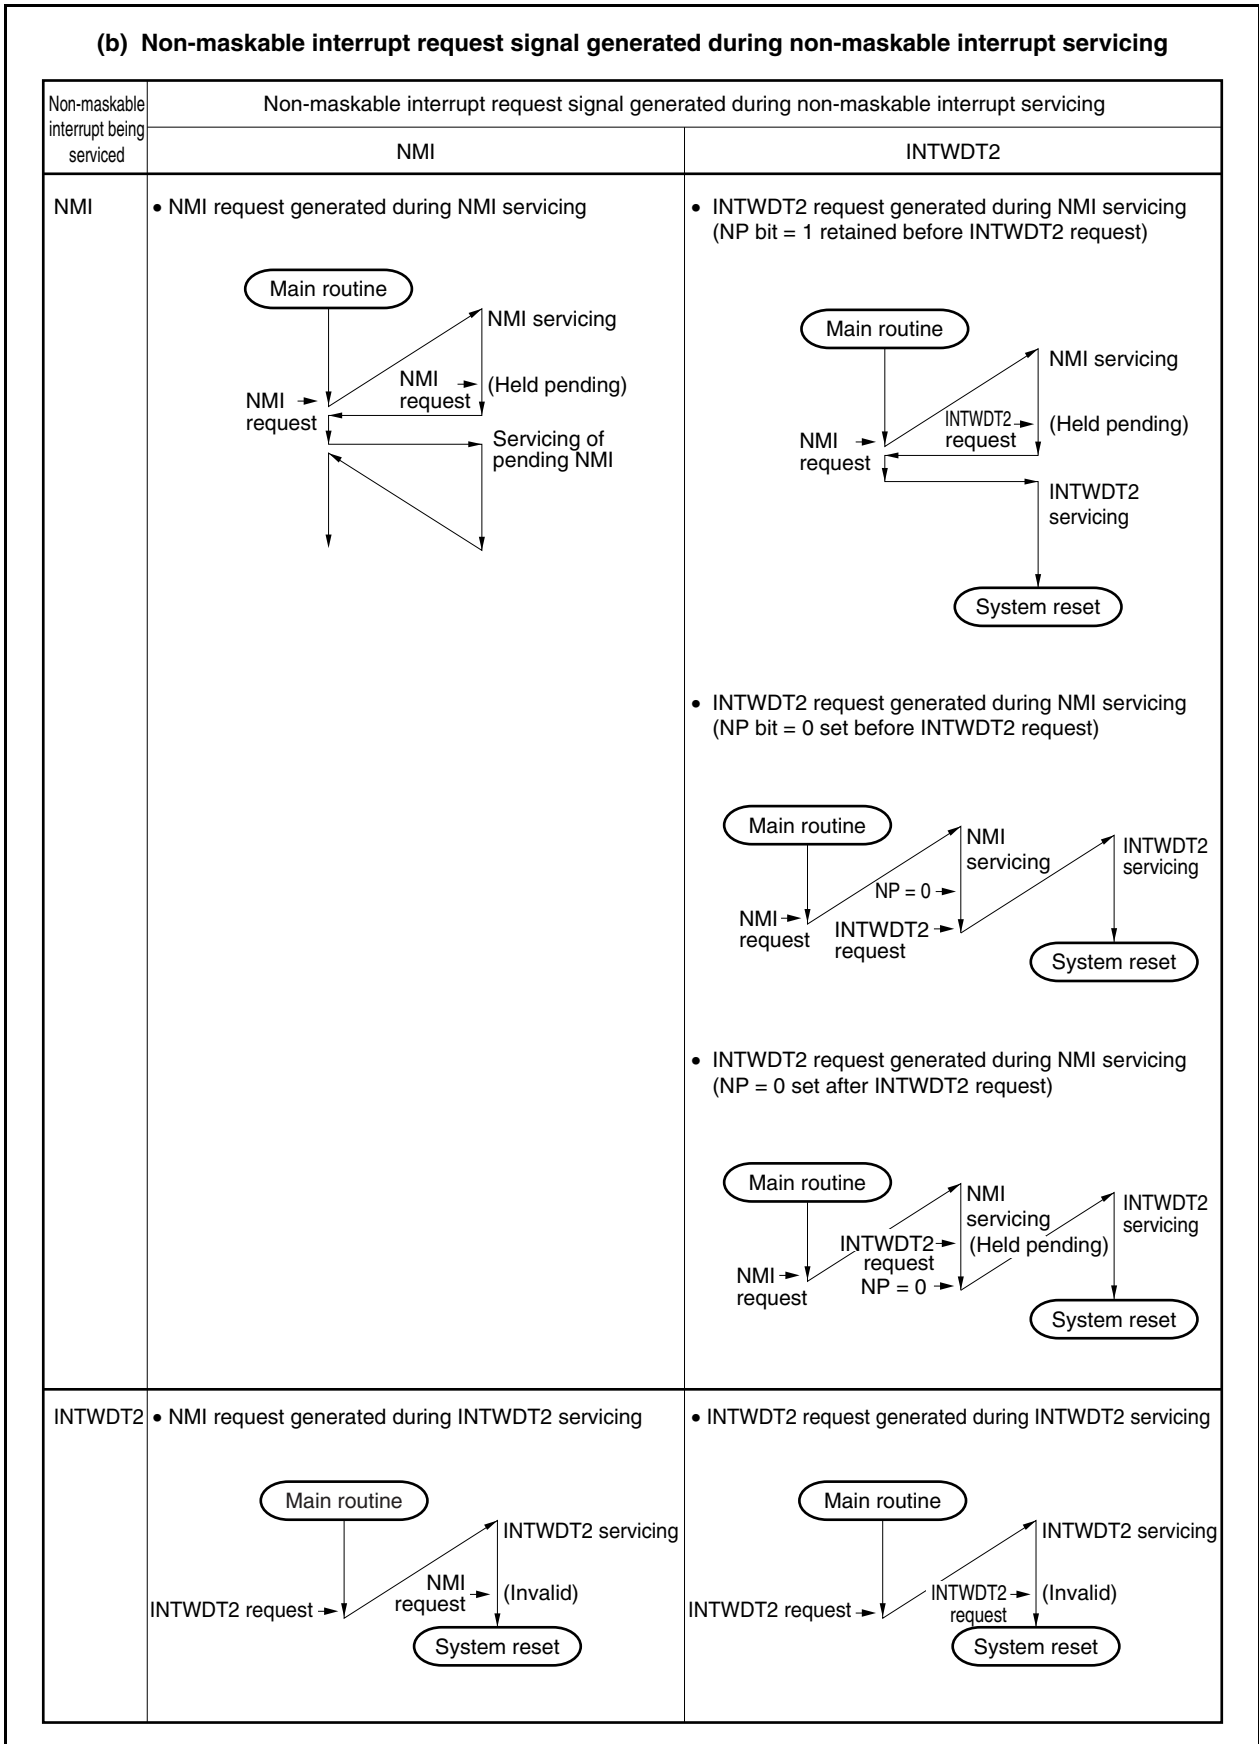 (b) Non-maskable interrupt request signal generated during non-maskable interrupt servicing
Non-maskable
interrupt being
serviced
Non-maskable interrupt request signal generated during non-maskable interrupt servicing
NMI
INTWDT2
NMI
• NMI request generated during NMI servicing
Main routine
NMI servicing
NMI
request
(Held pending)
NMI
request
Servicing of
pending NMI
• INTWDT2 request generated during NMI servicing
(NP bit = 1 retained before INTWDT2 request)
Main routine
NMI servicing
INTWDT2
request
(Held pending)
NMI
request
INTWDT2
servicing
System reset
• INTWDT2 request generated during NMI servicing
(NP bit = 0 set before INTWDT2 request)
Main routine
NMI
servicing
INTWDT2
servicing
NP = 0
NMI
request
INTWDT2
request
System reset
• INTWDT2 request generated during NMI servicing
(NP = 0 set after INTWDT2 request)
Main routine
NMI
servicing
INTWDT2
servicing
INTWDT2
request
(Held pending)
NMI
request
NP = 0
System reset
INTWDT2
• NMI request generated during INTWDT2 servicing
Main routine
INTWDT2 servicing
NMI
request
(Invalid)
INTWDT2 request
System reset
• INTWDT2 request generated during INTWDT2 servicing
Main routine
INTWDT2 servicing
INTWDT2
request
(Invalid)
INTWDT2 request
System reset